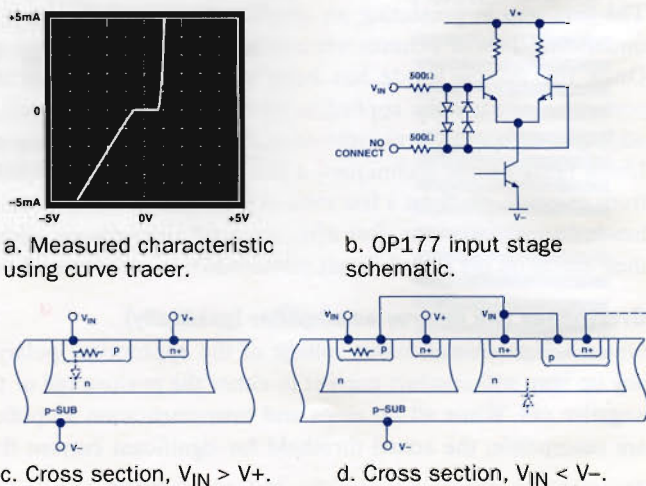 +5mA
0
-5mA
-5V
0V
+5V
a. Measured characteristic
using curve tracer.
V+
500Ω
VIN
500Ω
NO
CONNECT
V-
b. OP177 input stage
schematic.
VIN
V+
P
n+
n
p-SUB
V-
c. Cross section, VIN > V+.
VIN
V+
VIN
P
n+
n+
n+
p
n
n
p-SUB
V-
d. Cross section, VIN < V-.